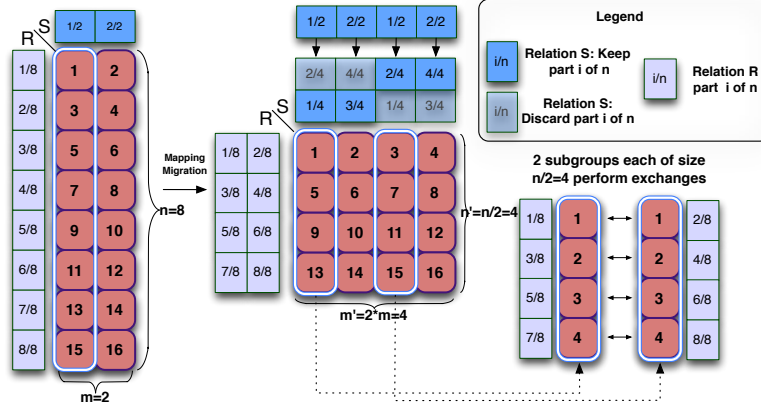 S
R
1/2 2/2
1/8 1 2
2/8 3 4
3/8 5 6
4/8 7 8
5/8 9 10
6/8 11 12
7/8 13 14
8/8 15 16
n=8
m=2
Mapping
Migration
1/2 2/2 1/2 2/2
2/4 4/4 2/4 4/4
1/4 3/4 1/4 3/4
S
R
1/8 2/8 1 2 3 4
3/8 4/8 5 6 7 8
5/8 6/8 9 10 11 12
7/8 8/8 13 14 15 16
n'=n/2=4
m'=2*m=4
Legend
i/n Relation S: Keep
part i of n
i/n Relation S:
Discard part i of n
i/n Relation R
part i of n
2 subgroups each of size
n/2=4 perform exchanges
1/8 1 1 2/8
3/8 2 2 4/8
5/8 3 3 6/8
7/8 4 4 8/8